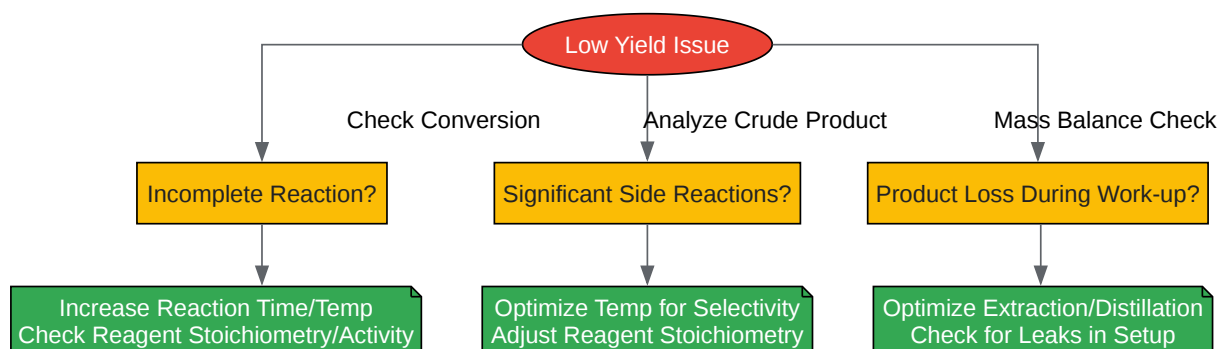 Low Yield Issue
Check Conversion
Analyze Crude Product
Mass Balance Check
Incomplete Reaction?
Significant Side Reactions?
Product Loss During Work-up?
Increase Reaction Time/Temp
Check Reagent Stoichiometry/Activity
Optimize Temp for Selectivity
Adjust Reagent Stoichiometry
Optimize Extraction/Distillation
Check for Leaks in Setup